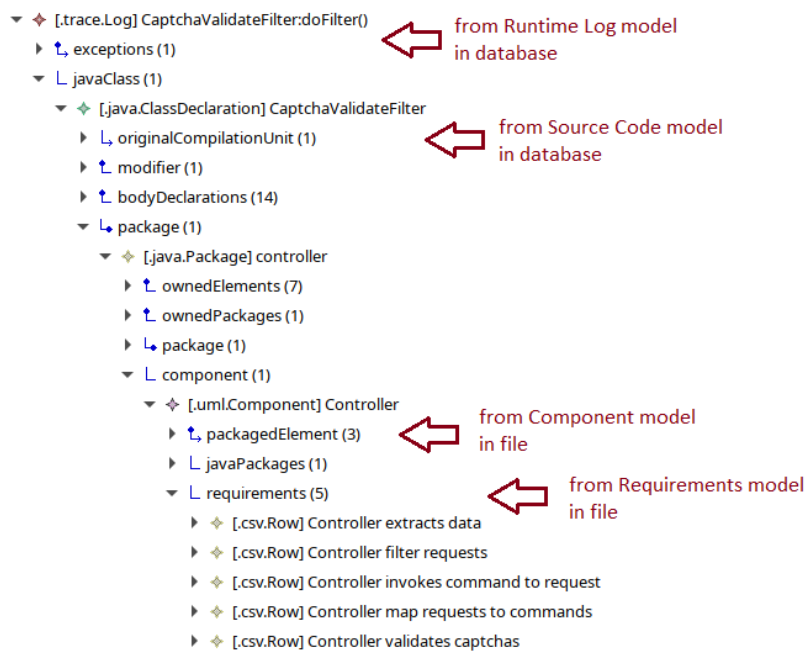 [.trace.Log] CaptchaValidateFilter:doFilter()
from Runtime Log model
in database
exceptions (1)
javaClass (1)
[.java.ClassDeclaration] CaptchaValidateFilter
originalCompilationUnit (1)
from Source Code model
in database
modifier (1)
bodyDeclarations (14)
package (1)
[.java.Package] controller
ownedElements (7)
ownedPackages (1)
package (1)
component (1)
[.uml.Component] Controller
from Component model
in file
packagedElement (3)
javaPackages (1)
requirements (5)
from Requirements model
in file
[.csv.Row] Controller extracts data
[.csv.Row] Controller filter requests
[.csv.Row] Controller invokes command to request
[.csv.Row] Controller map requests to commands
[.csv.Row] Controller validates captchas